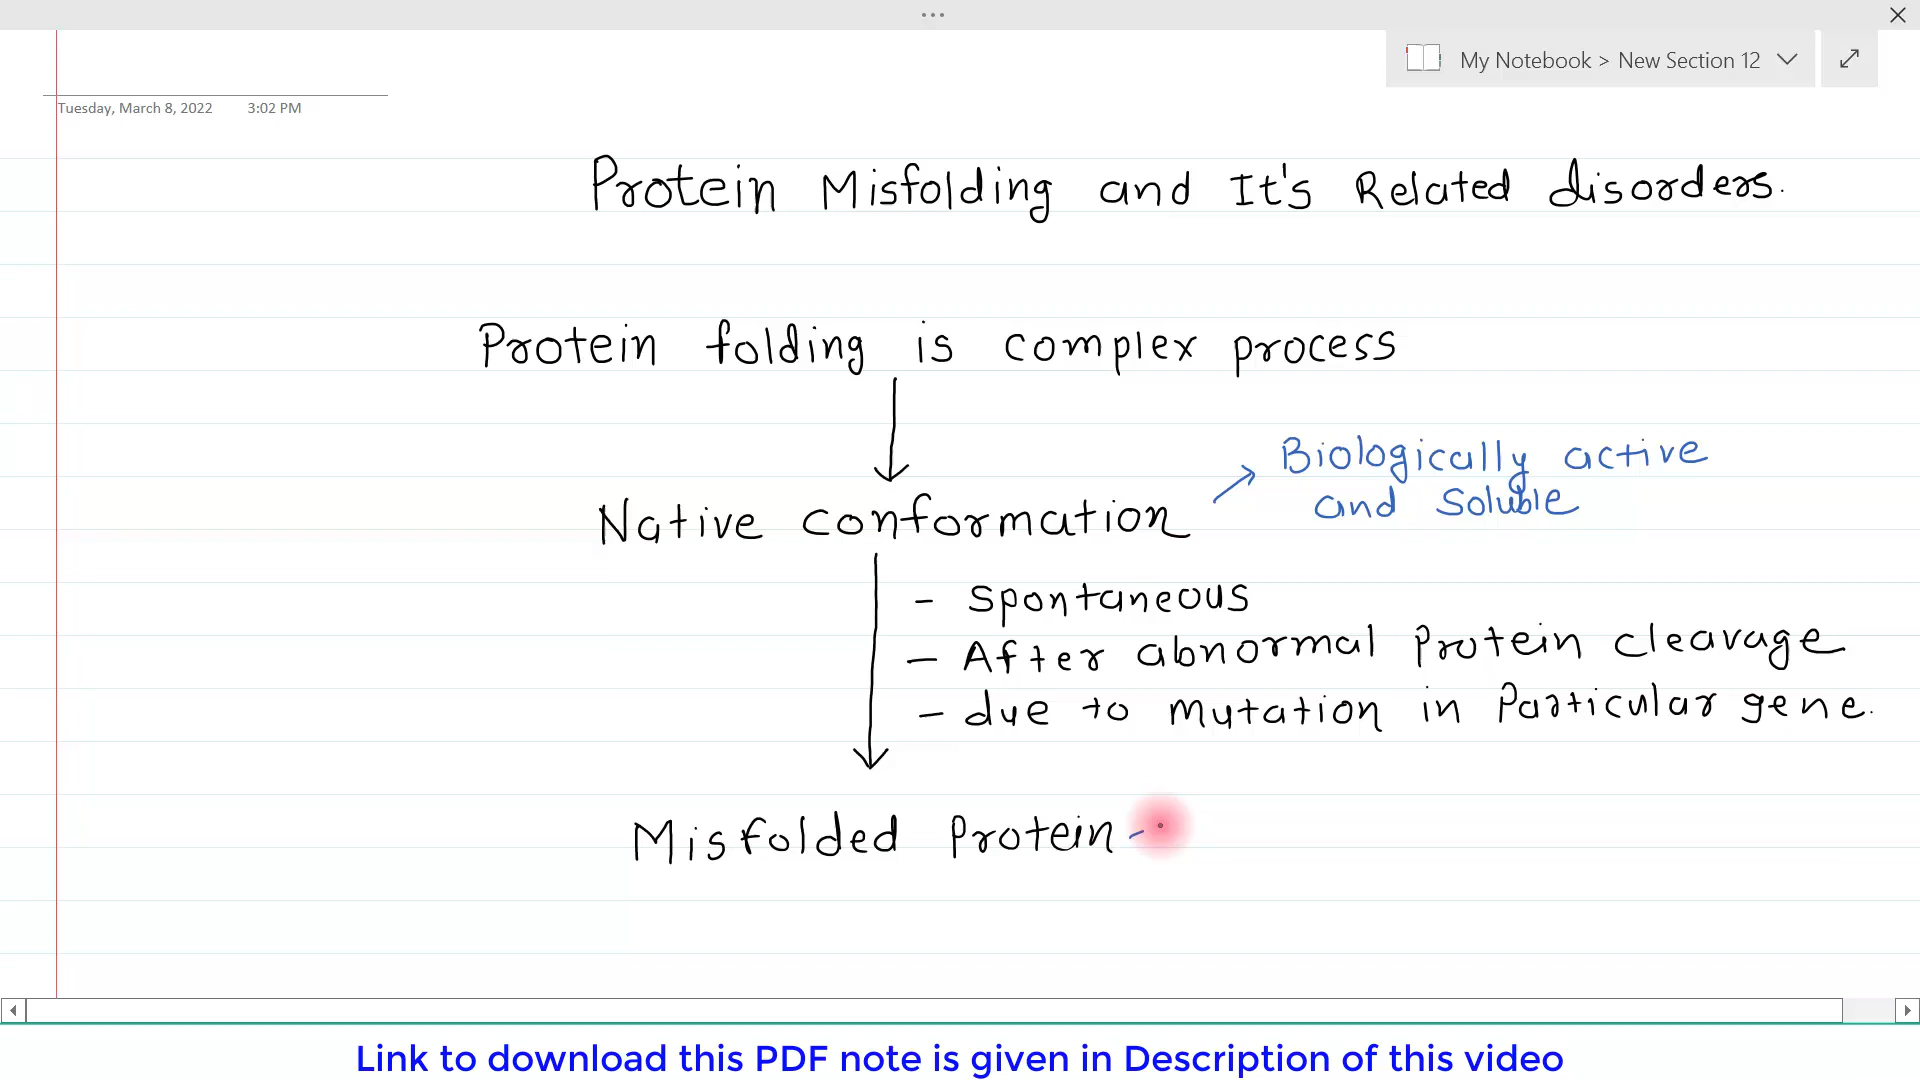 My Notebook > New Section 12
Tuesday, March 8, 2022 3:02 PM
Protein Misfolding and It's Related disorders.
Protein folding is complex process
Biologically active
and Soluble
Native conformation
- Spontaneous
- After abnormal Protein cleavage
- due to mutation in Particular gene.
Misfolded Protein -
Link to download this PDF note is given in Description of this video